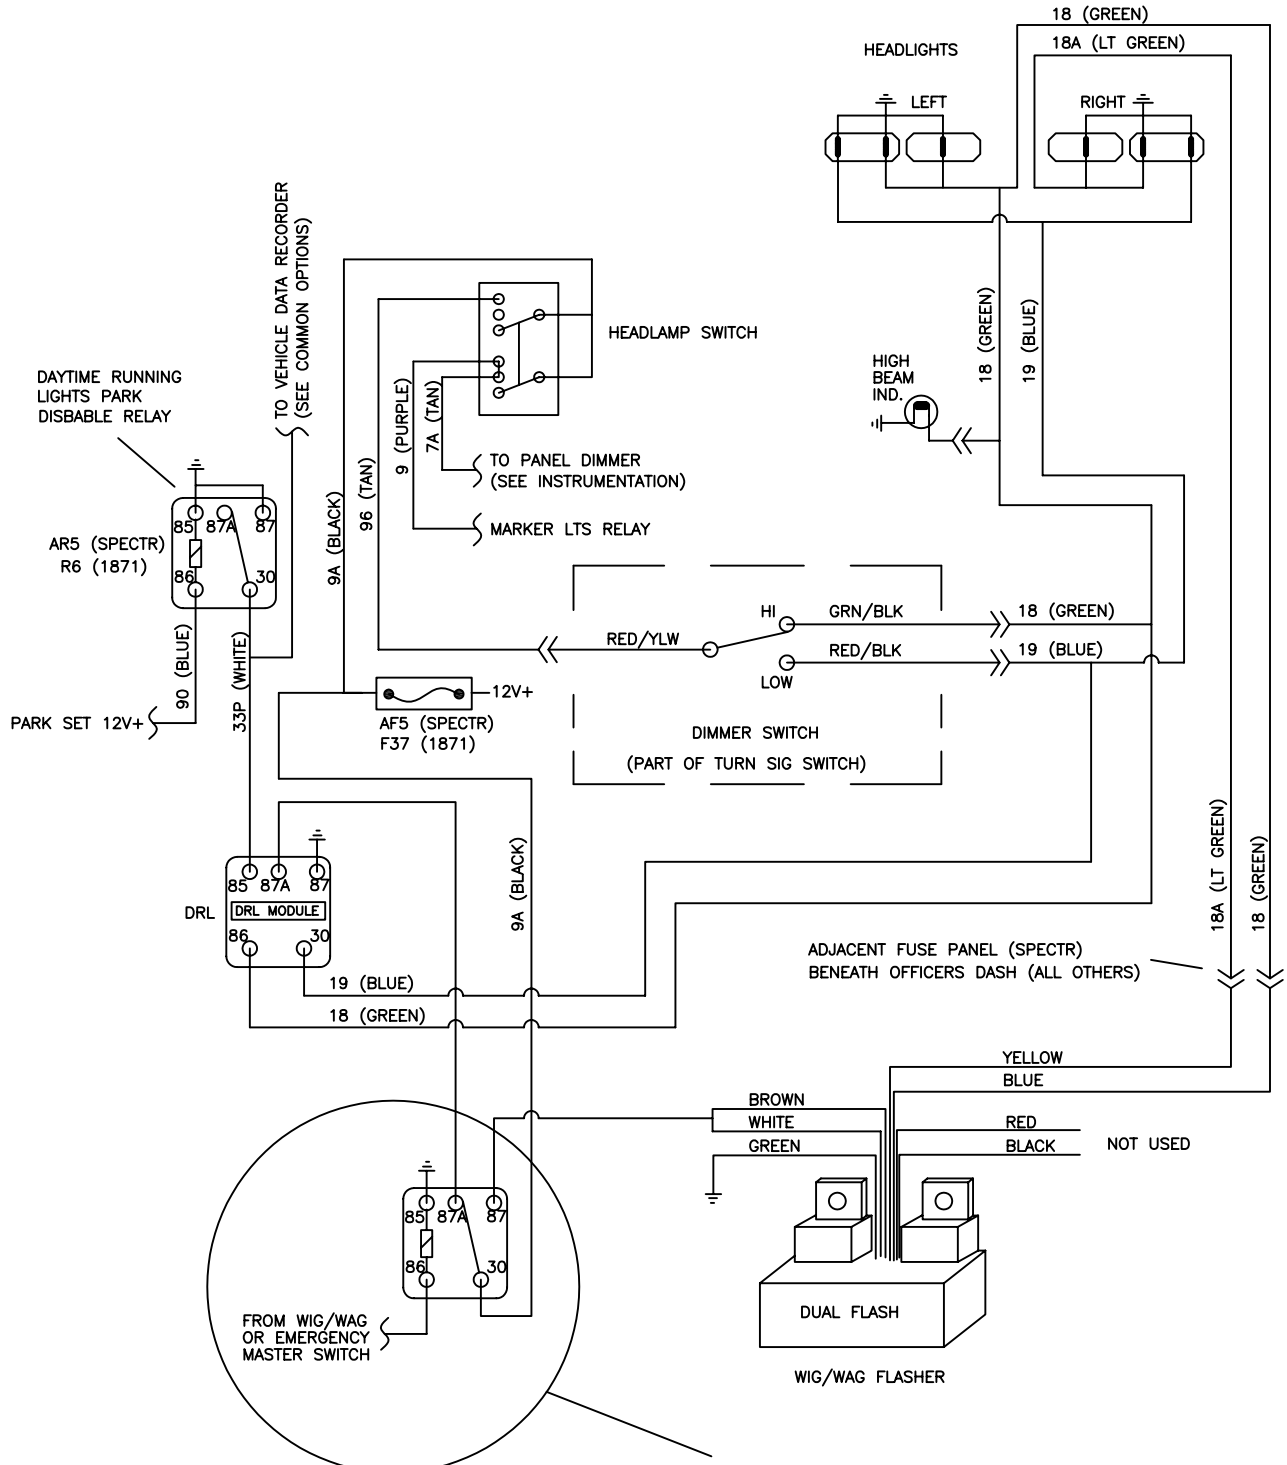 18 (GREEN)
18A (LT GREEN)
HEADLIGHTS
LEFT
RIGHT
TO VEHICLE DATA RECORDER
(SEE COMMON OPTIONS)
HEADLAMP SWITCH
18 (GREEN)
19 (BLUE)
HIGH
BEAM
IND.
DAYTIME RUNNING
LIGHTS PARK
DISBABLE RELAY
9 (PURPLE)
7A (TAN)
TO PANEL DIMMER
(SEE INSTRUMENTATION)
MARKER LTS RELAY
96 (TAN)
9A (BLACK)
85
87A
87
AR5 (SPECTR)
R6 (1871)
86
30
90 (BLUE)
33P (WHITE)
PARK SET 12V+
HI
GRN/BLK
18 (GREEN)
RED/YLW
RED/BLK
19 (BLUE)
LOW
12V+
AF5 (SPECTR)
F37 (1871)
DIMMER SWITCH
(PART OF TURN SIG SWITCH)
9A (BLACK)
18A (LT GREEN)
18 (GREEN)
85
87A
87
DRL
DRL MODULE
86
30
ADJACENT FUSE PANEL (SPECTR)
BENEATH OFFICERS DASH (ALL OTHERS)
19 (BLUE)
18 (GREEN)
YELLOW
BLUE
BROWN
WHITE
GREEN
RED
BLACK
NOT USED
85
87A
87
86
30
FROM WIG/WAG
OR EMERGENCY
MASTER SWITCH
DUAL FLASH
WIG/WAG FLASHER